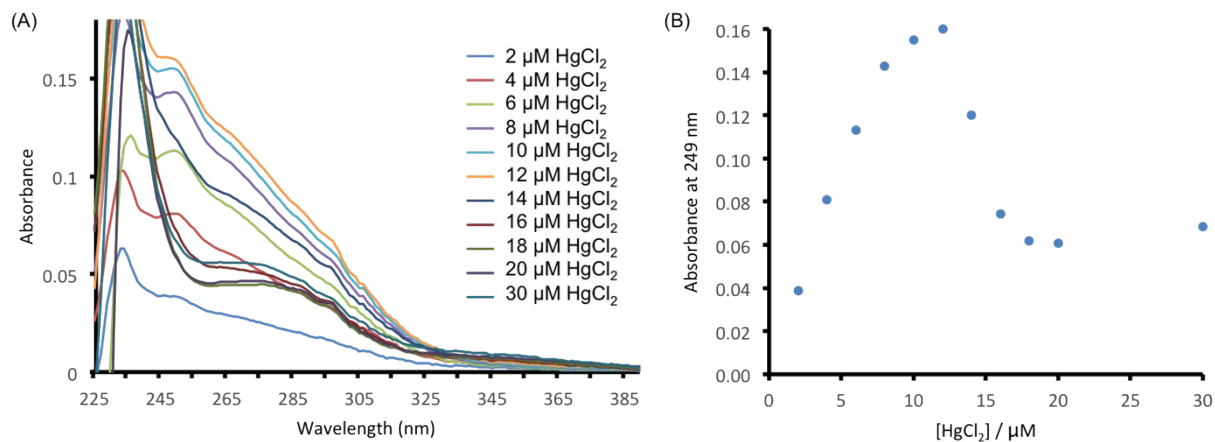 (A)
Absorbance
0.15
0.1
0.05
0
225 245 265 285 305 325 345 365 385
Wavelength (nm)
2 µM HgCl₂
4 µM HgCl₂
6 µM HgCl₂
8 µM HgCl₂
10 µM HgCl₂
12 µM HgCl₂
14 µM HgCl₂
16 µM HgCl₂
18 µM HgCl₂
20 µM HgCl₂
30 µM HgCl₂
(B)
Absorbance at 249 nm
0.16
0.14
0.12
0.10
0.08
0.06
0.04
0.02
0.00
0 5 10 15 20 25 30
[HgCl₂] / µM